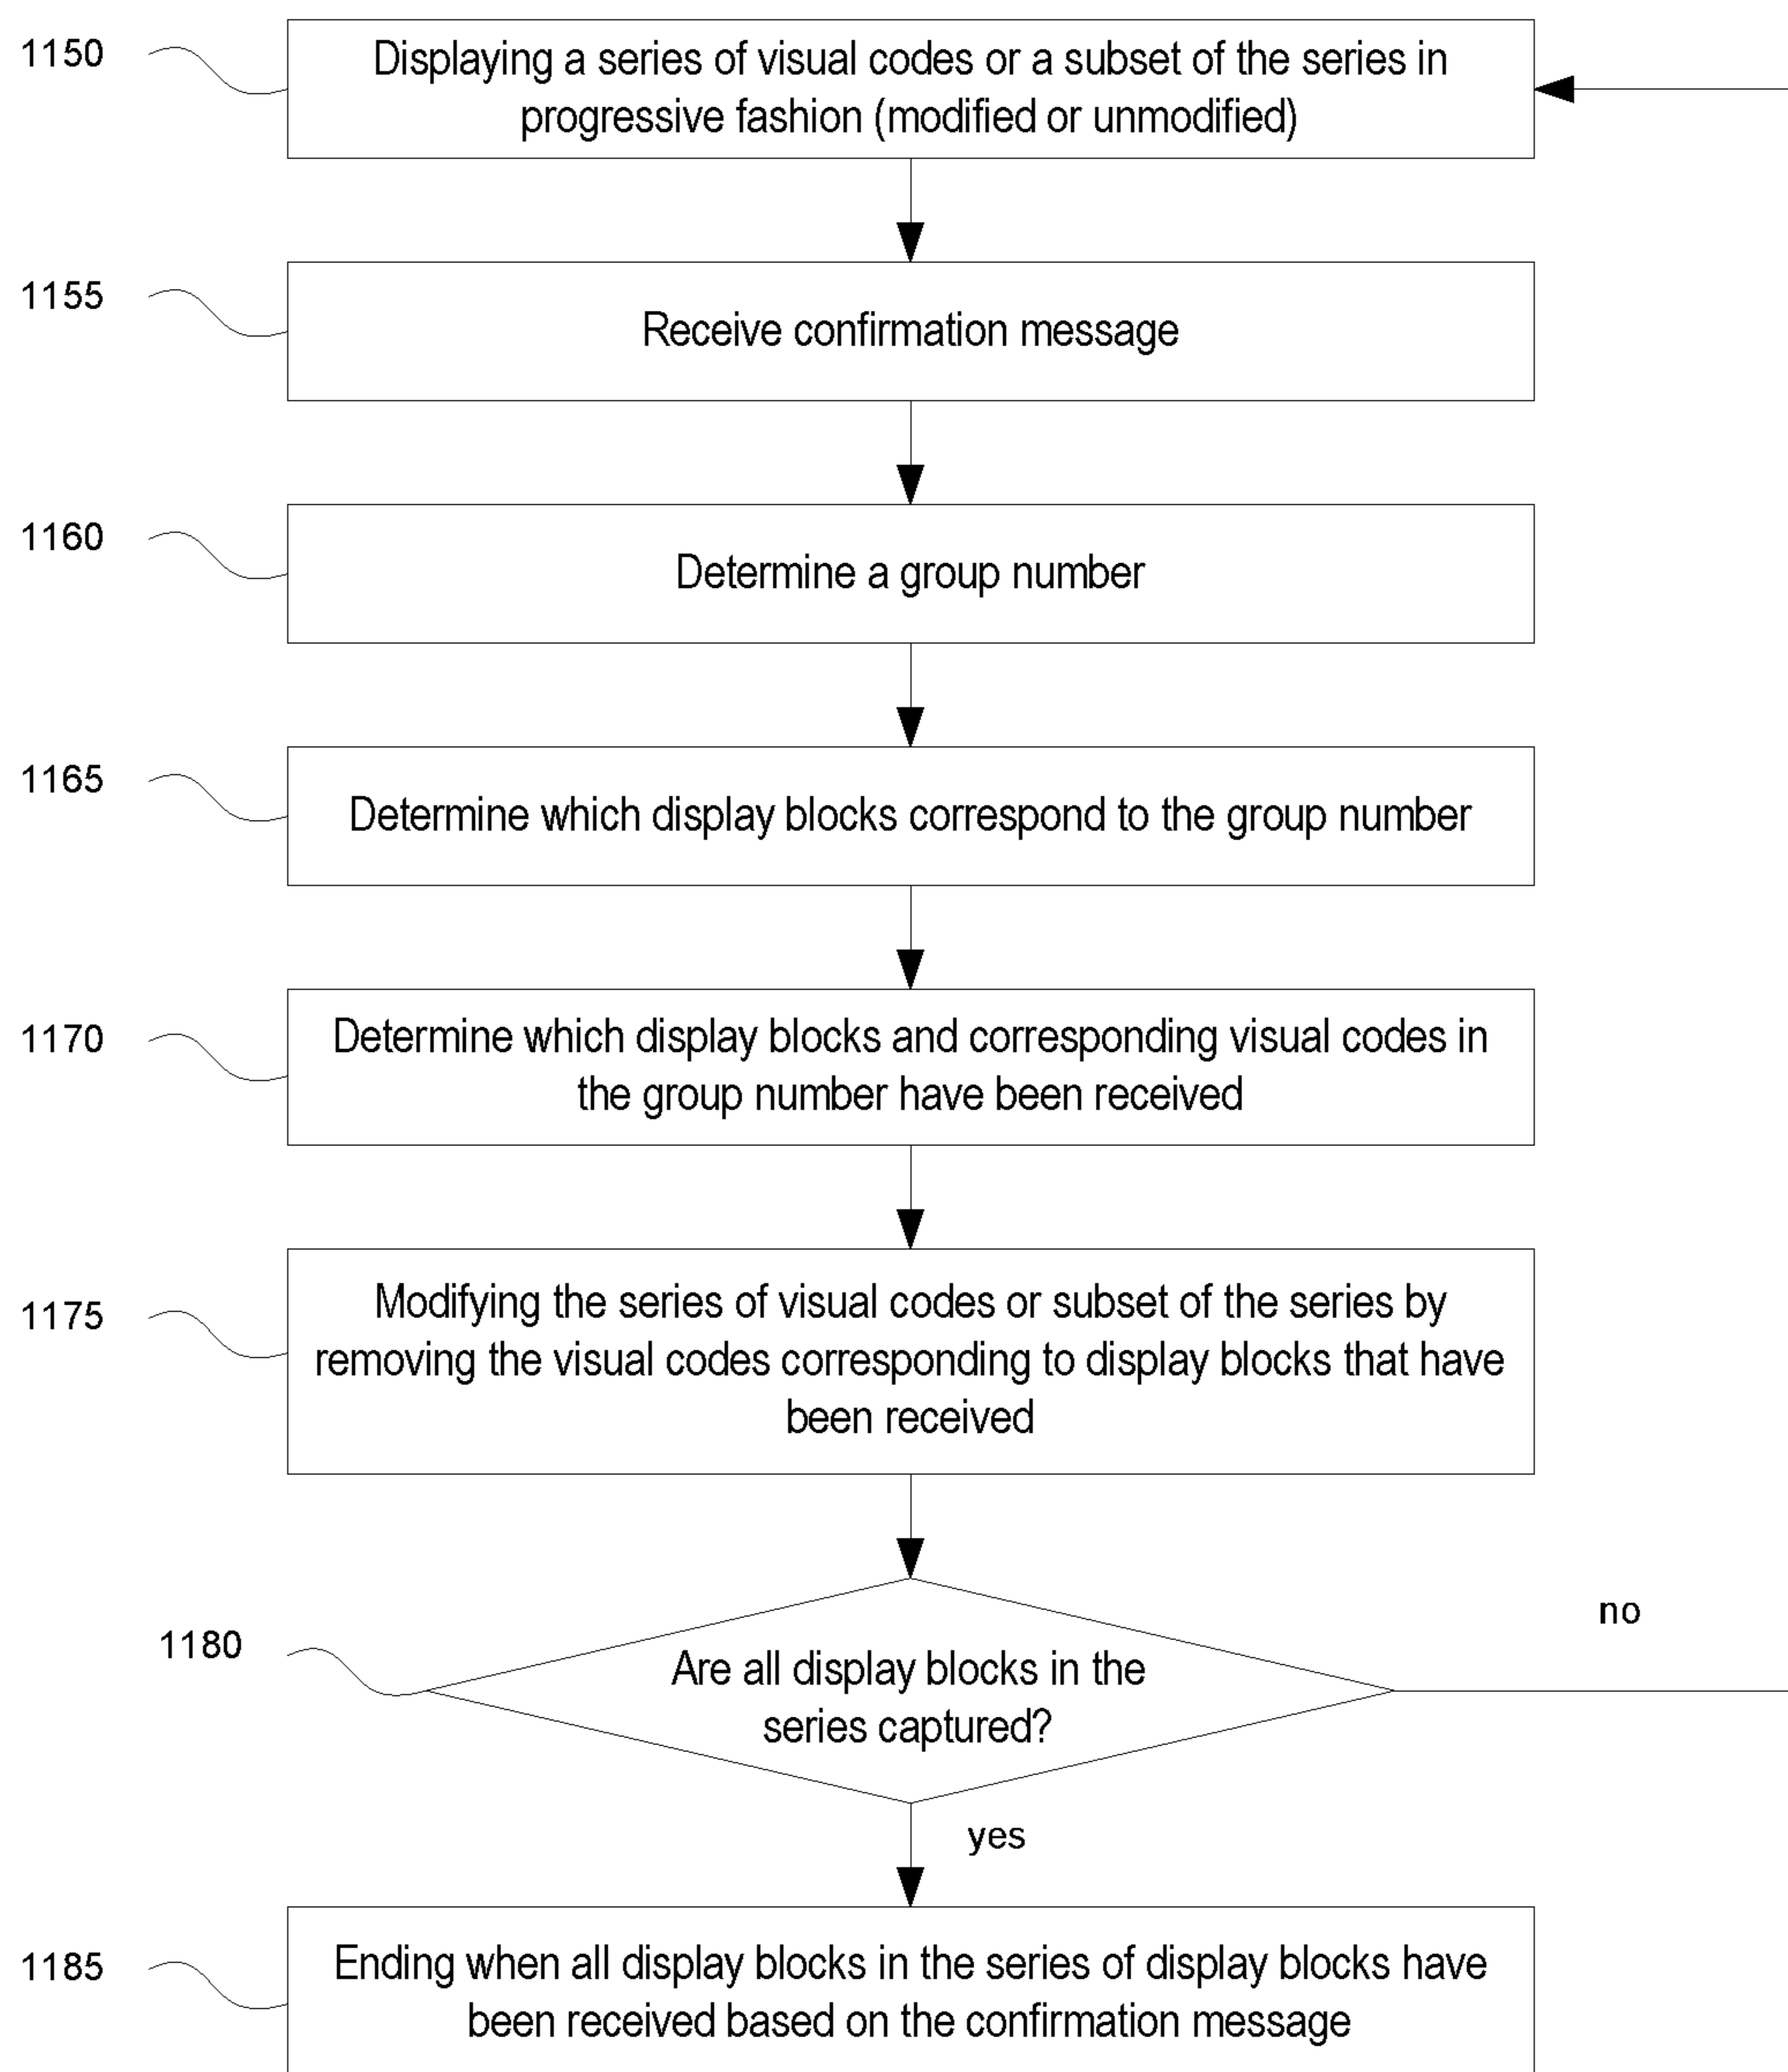 1150
Displaying a series of visual codes or a subset of the series in
progressive fashion (modified or unmodified)
1155
Receive confirmation message
1160
Determine a group number
1165
Determine which display blocks correspond to the group number
1170
Determine which display blocks and corresponding visual codes in
the group number have been received
1175
Modifying the series of visual codes or subset of the series by
removing the visual codes corresponding to display blocks that have
been received
1180
Are all display blocks in the
series captured?
no
yes
1185
Ending when all display blocks in the series of display blocks have
been received based on the confirmation message